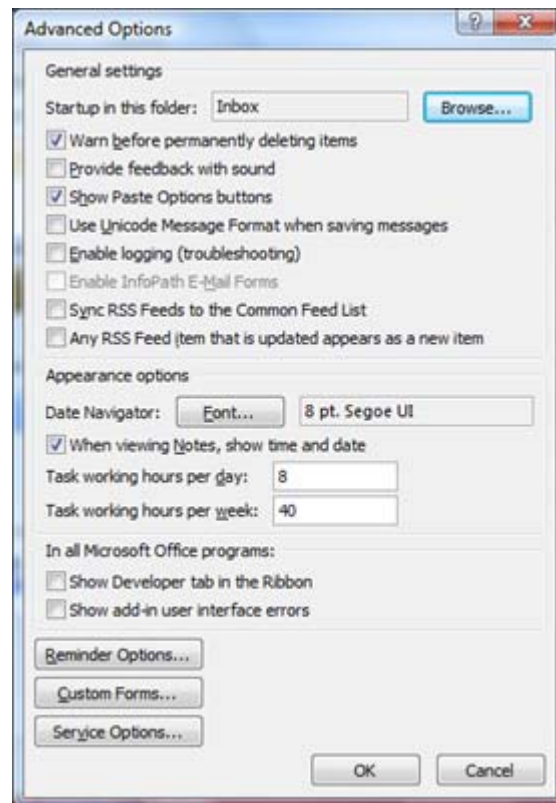 Advanced Options
General settings
Startup in this folder: Inbox Browse...
Warn before permanently deleting items
Provide feedback with sound
Show Paste Options buttons
Use Unicode Message Format when saving messages
Enable logging (troubleshooting)
Enable InfoPath E-Mail Forms
Sync RSS Feeds to the Common Feed List
Any RSS Feed item that is updated appears as a new item
Appearance options
Date Navigator: Font... 8 pt. Segoe UI
When viewing Notes, show time and date
Task working hours per day: 8
Task working hours per week: 40
In all Microsoft Office programs:
Show Developer tab in the Ribbon
Show add-in user interface errors
Reminder Options...
Custom Forms...
Service Options...
OK Cancel